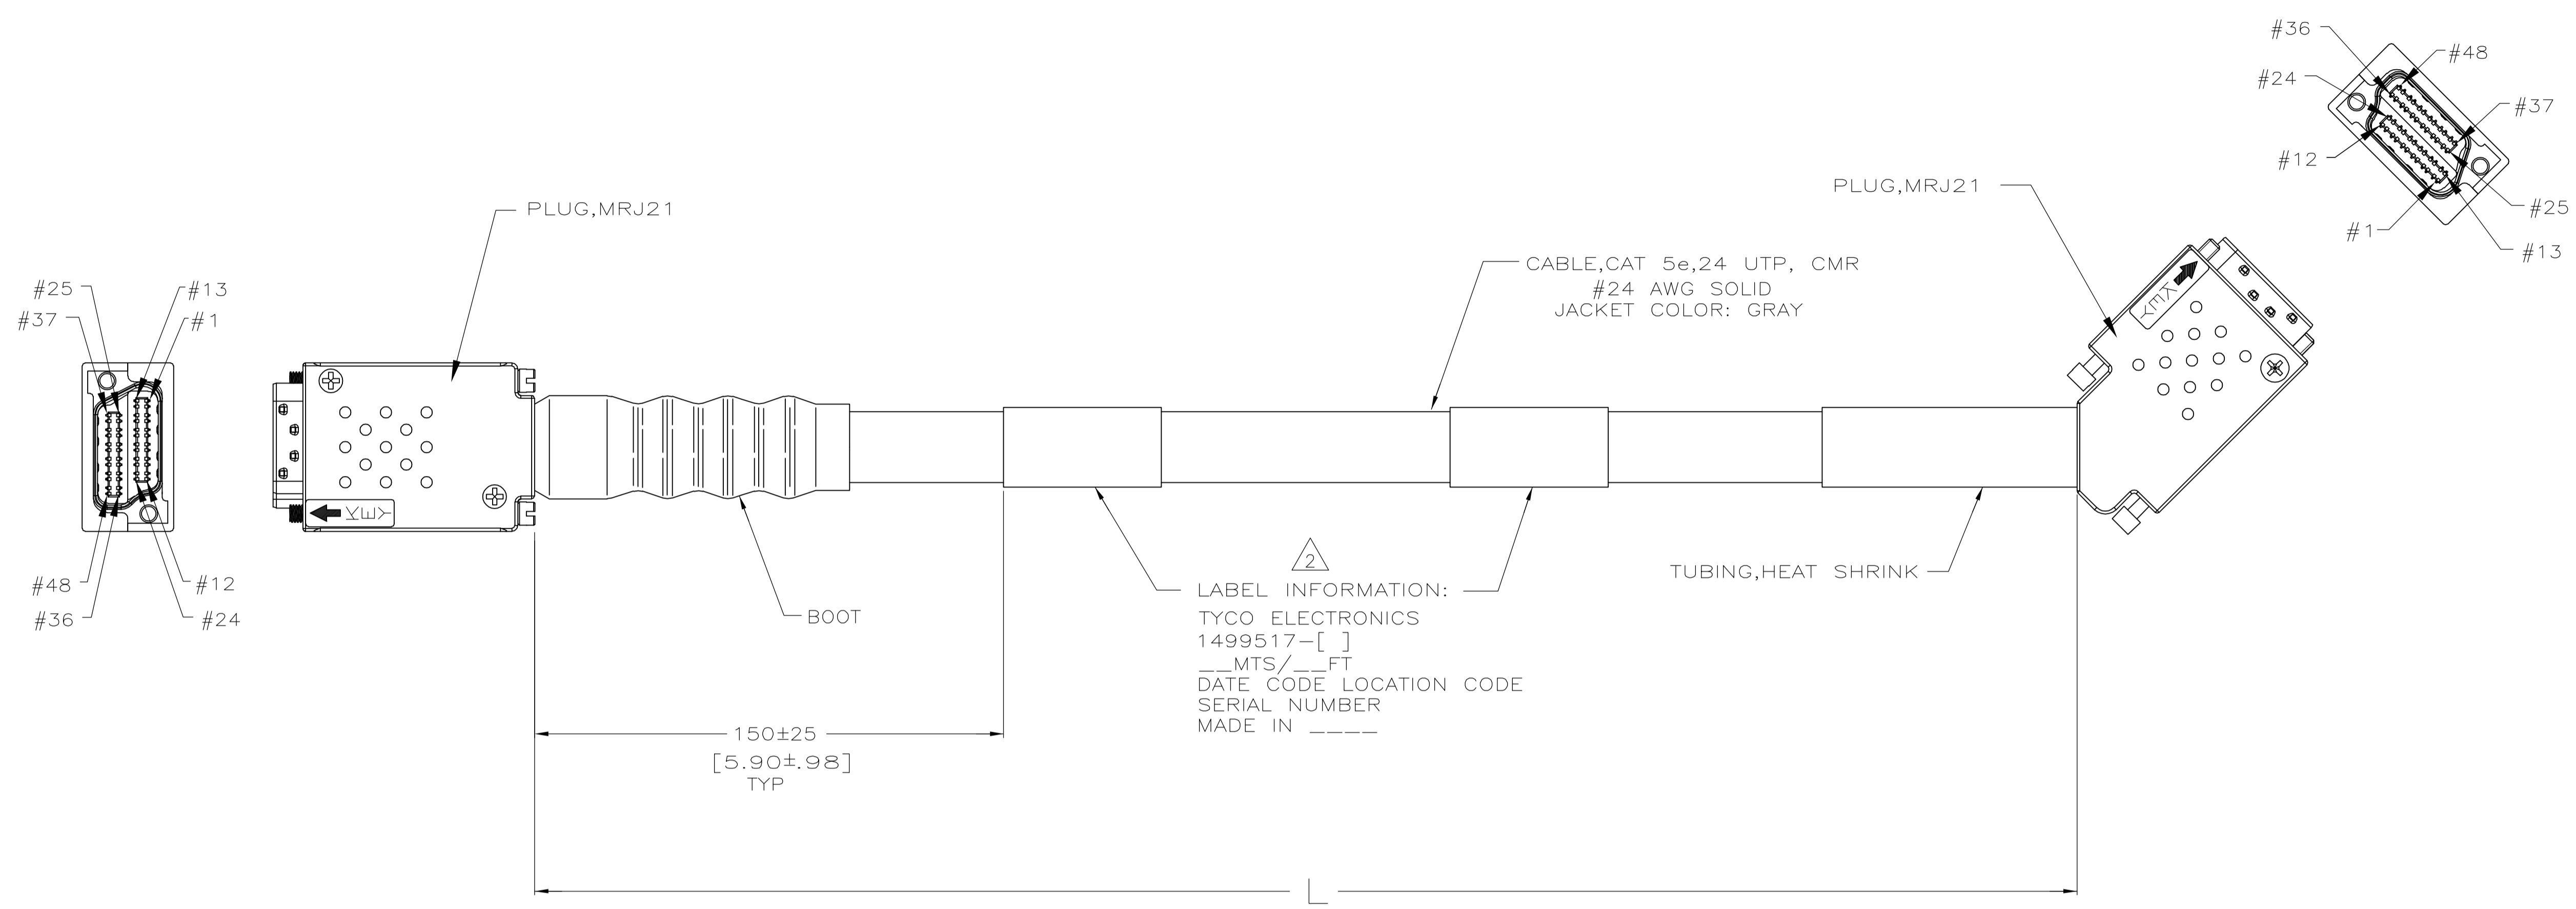 #36
#48
#24
#37
#12
#25
#1
#13
PLUG,MRJ21
PLUG,MRJ21
CABLE,CAT 5e,24 UTP, CMR
#24 AWG SOLID
JACKET COLOR: GRAY
KEY
#25
#13
#37
#1
KEY
#48
#12
#36
#24
BOOT
2
LABEL INFORMATION:
TYCO ELECTRONICS
1499517-[ ]
__MTS/__FT
DATE CODE LOCATION CODE
SERIAL NUMBER
MADE IN ____
TUBING,HEAT SHRINK
150±25
[5.90±.98]
TYP
L